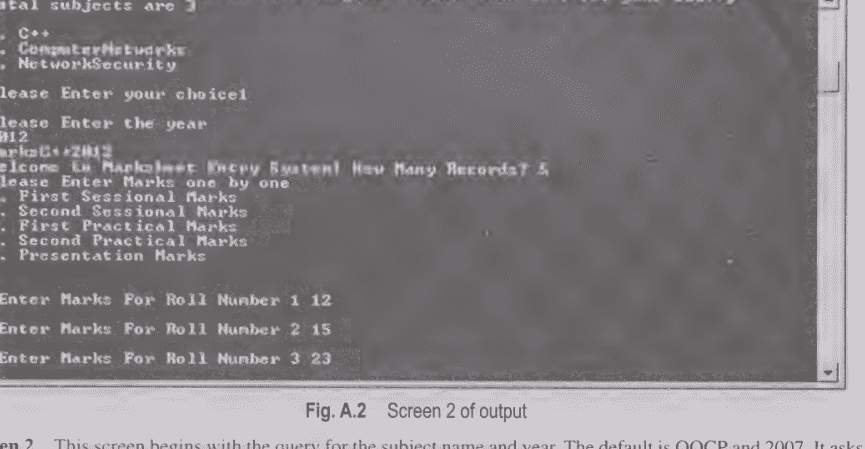 tal subjects are 3
. C++
. ComputerNetworks
. NetworkSecurity
lease Enter your choice1
lease Enter the year
012
arksC++2012
elcome to Marksheet Entry System! How Many Records? 5
lease Enter Marks one by one
. First Sessional Marks
. Second Sessional Marks
. First Practical Marks
. Second Practical Marks
. Presentation Marks
Enter Marks For Roll Number 1 12
Enter Marks For Roll Number 2 15
Enter Marks For Roll Number 3 23
Fig. A.2 Screen 2 of output
en 2 This screen begins with the query for the subject name and year. The default is OOCP and 2007. It asks